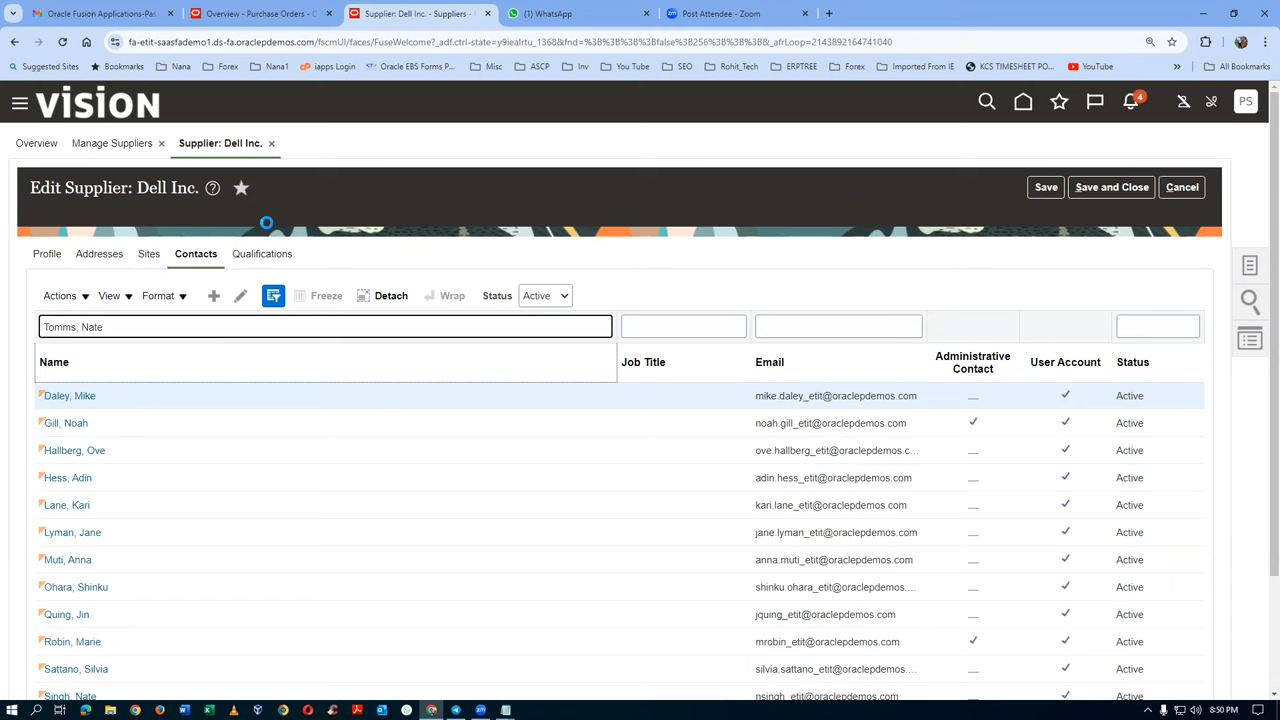 Oracle Fusion Applications-Pass
Overview - Purchase Orders - O
Supplier: Dell Inc. - Suppliers -
(1) WhatsApp
Post Attendee - Zoom
fa-etit-saasfademo1.ds-fa.oraclepdemos.com/fscmUI/faces/FuseWelcome?_adf.ctrl-state=y9iealrtu_1368&fnd=%3B%3B%3B%3Bfalse%3B256%3B%3B%3B&_afrLoop=2143892164741040
Suggested Sites
Bookmarks
Nana
Forex
Nana1
iapps Login
Oracle EBS Forms P...
Misc
ASCP
Inv
You Tube
SEO
Rohit_Tech
ERPTREE
Forex
Imported From IE
KCS TIMESHEET PO...
YouTube
All Bookmarks
VISION
4
PS
Overview
Manage Suppliers
Supplier: Dell Inc.
Edit Supplier: Dell Inc.
Save
Save and Close
Cancel
Profile
Addresses
Sites
Contacts
Qualifications
Actions
View
Format
Freeze
Detach
Wrap
Status
Active
Tomms, Nate
Name
Job Title
Email
Administrative Contact
User Account
Status
Daley, Mike mike.daley_etit@oraclepdemos.com Active
Gill, Noah noah.gill_etit@oraclepdemos.com Active
Hallberg, Ove ove.hallberg_etit@oraclepdemos.c... Active
Hess, Adin adin.hess_etit@oraclepdemos.com Active
Lane, Kari kari.lane_etit@oraclepdemos.com Active
Lyman, Jane jane.lyman_etit@oraclepdemos.com Active
Muti, Anna anna.muti_etit@oraclepdemos.com Active
Ohara, Shinku shinku.ohara_etit@oraclepdemos.... Active
Quing, Jin jquing_etit@oraclepdemos.com Active
Robin, Marie mrobin_etit@oraclepdemos.com Active
Sattano, Silvia silvia.sattano_etit@oraclepdemos.... Active
Singh, Nate nsingh_etit@oraclepdemos.com Active
8:50 PM